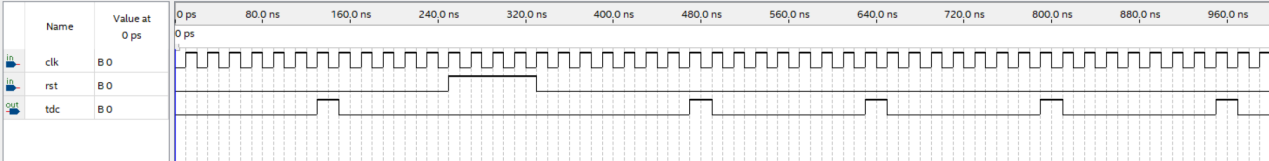 Name
Value at
0 ps
0 ps
80.0 ns
160.0 ns
240.0 ns
320.0 ns
400.0 ns
480.0 ns
560.0 ns
640.0 ns
720.0 ns
800.0 ns
880.0 ns
960.0 ns
0 ps
in
clk
B 0
in
rst
B 0
out
tdc
B 0